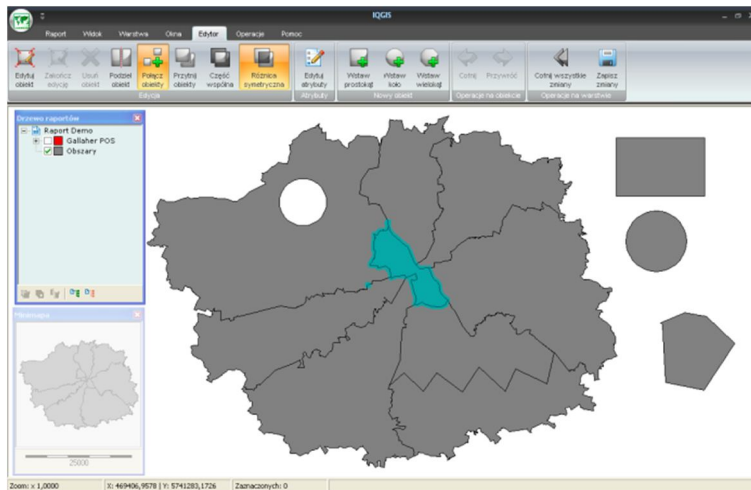 IQGIS
Raport Widok Warstwa Okna Edytor Operacje Pomoc
Edytuj obiekt Zakończ edycję Usuń obiekt Podziel obiekt Połącz obiekty Przytnij obiekty Część wspólna Różnica symetryczna Edytuj atrybuty Wstaw prostokąt Wstaw koło Wstaw wielokąt Cofnij Przywróć Cofnij wszystkie zmiany Zapisz zmiany
Edycja Atrybuty Nowy obiekt Operacje na obiekcie Operacje na warstwie
Drzewo raportów
Raport Demo
Gallaher POS
Obszary
Minimapa
25000
Zoom: x 1,0000 X: 469406,9578 | Y: 5741283,1726 Zaznaczonych: 0